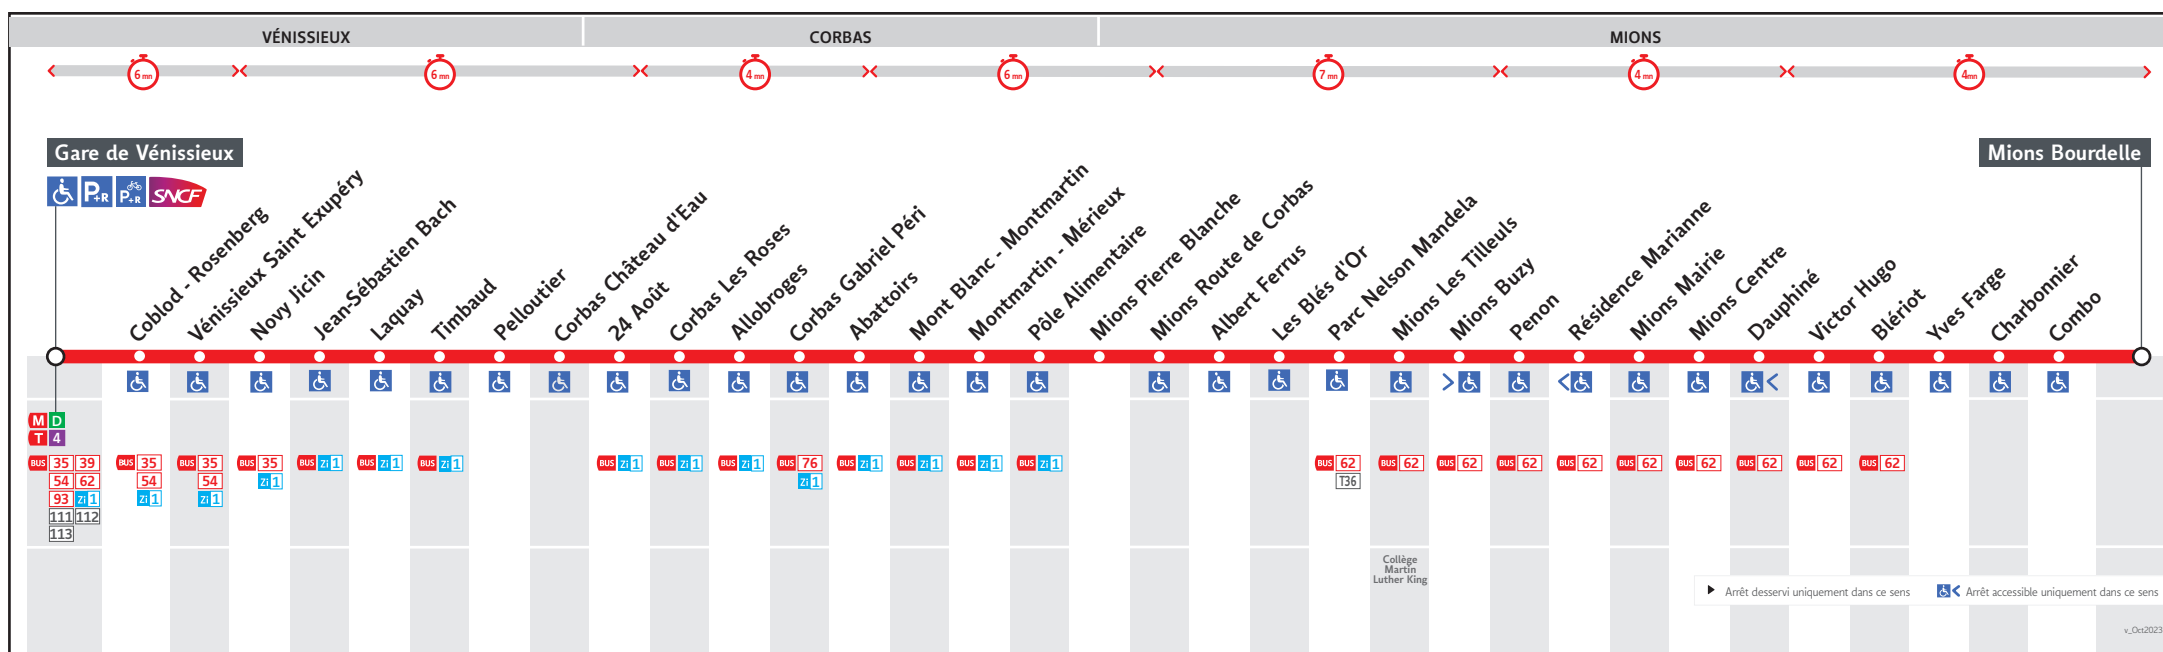 VÉNISSIEUX
CORBAS
MIONS
6 mn
6 mn
4 mn
6 mn
7 mn
4 mn
4mn
Gare de Vénissieux
Mions Bourdelle
P+R
P+R
SNCF
Coblod - Rosenberg
Vénissieux Saint Exupéry
Novy Jicin
Jean-Sébastien Bach
Laquay
Timbaud
Pelloutier
Corbas Château d'Eau
24 Août
Corbas Les Roses
Allobroges
Corbas Gabriel Péri
Abattoirs
Mont Blanc - Montmartin
Montmartin - Mérieux
Pôle Alimentaire
Mions Pierre Blanche
Mions Route de Corbas
Albert Ferrus
Les Blés d'Or
Parc Nelson Mandela
Mions Les Tilleuls
Mions Buzy
Penon
Résidence Marianne
Mions Mairie
Mions Centre
Dauphiné
Victor Hugo
Blériot
Yves Farge
Charbonnier
Combo
M D
T 4
BUS 35 39
54 62
93 Zi 1
111 112
113
BUS 35
54
Zi 1
BUS 35
54
Zi 1
BUS 35
Zi 1
BUS Zi 1
BUS Zi 1
BUS Zi 1
BUS Zi 1
BUS Zi 1
BUS Zi 1
BUS 76
Zi 1
BUS Zi 1
BUS Zi 1
BUS Zi 1
BUS Zi 1
BUS 62
T36
BUS 62
BUS 62
BUS 62
BUS 62
BUS 62
BUS 62
BUS 62
BUS 62
BUS 62
Collège
Martin
Luther King
Arrêt desservi uniquement dans ce sens
Arrêt accessible uniquement dans ce sens
v_Oct2023